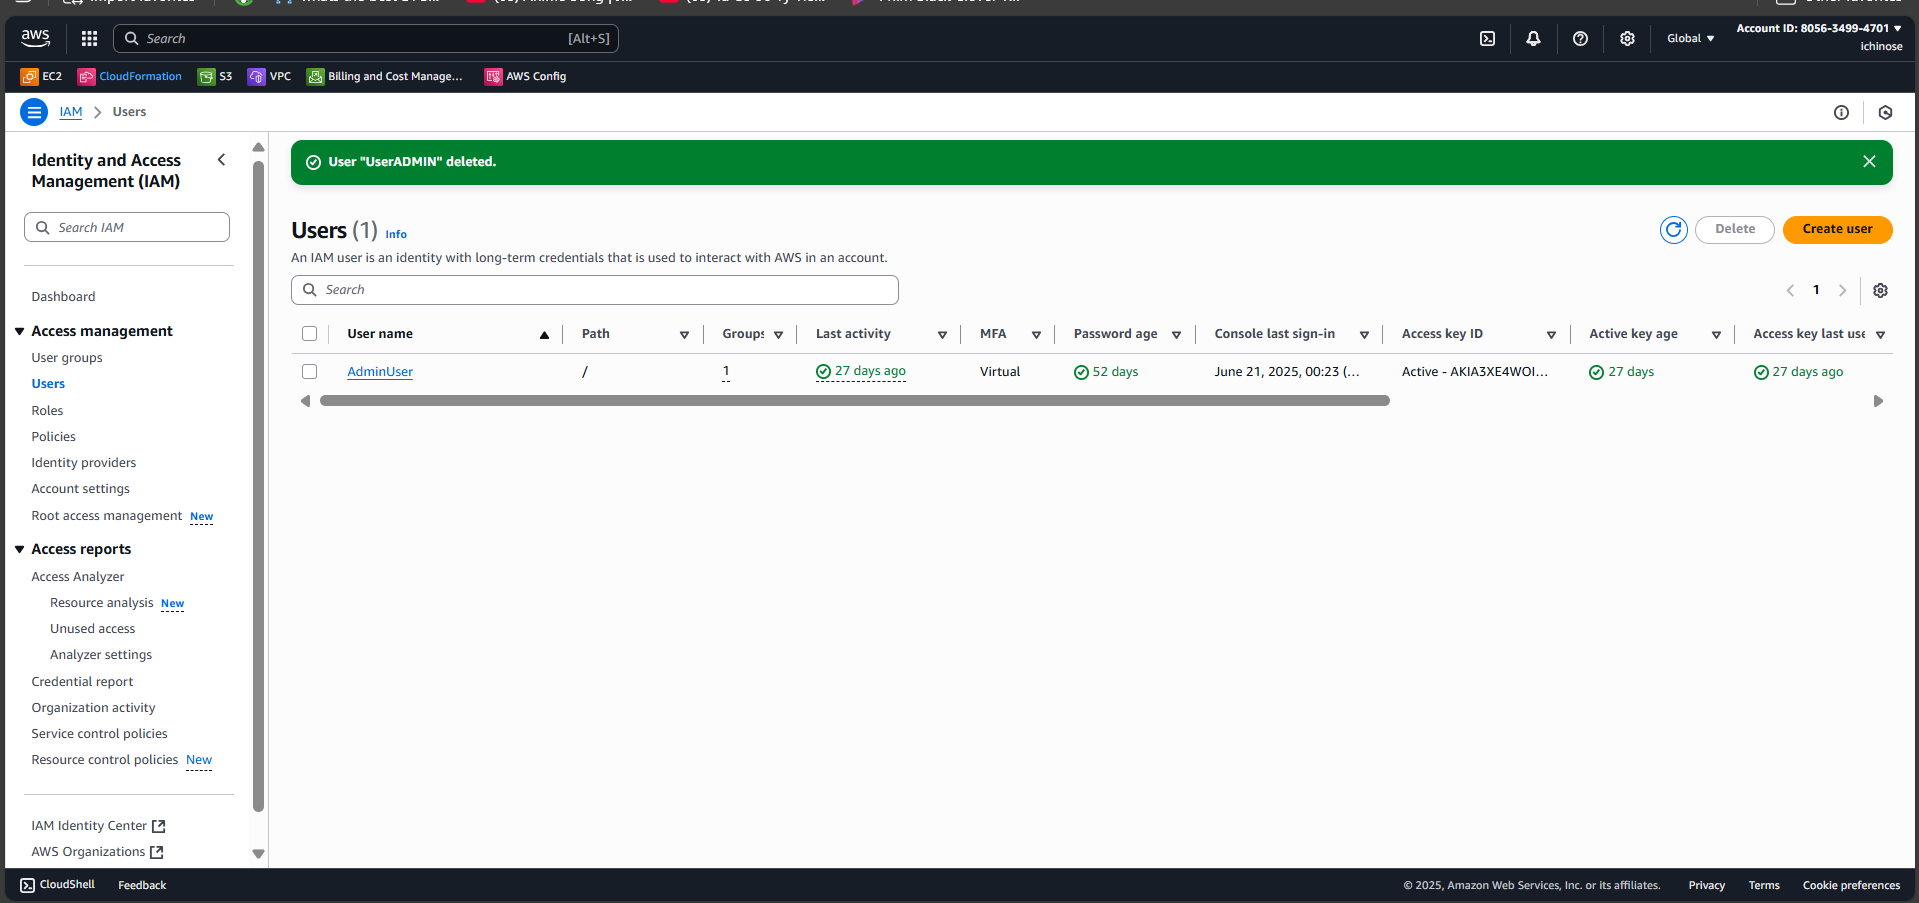 aws
Search [Alt+S]
Global
Account ID: 8056-3499-4701
ichinose
EC2 CloudFormation S3 VPC Billing and Cost Manage... AWS Config
IAM Users
Identity and Access Management (IAM)
Search IAM
Dashboard
Access management
User groups
Users
Roles
Policies
Identity providers
Account settings
Root access management New
Access reports
Access Analyzer
Resource analysis New
Unused access
Analyzer settings
Credential report
Organization activity
Service control policies
Resource control policies New
IAM Identity Center
AWS Organizations
User "UserADMIN" deleted.
Users (1) Info
Delete
Create user
An IAM user is an identity with long-term credentials that is used to interact with AWS in an account.
Search
1
User name Path Groups Last activity MFA Password age Console last sign-in Access key ID Active key age Access key last use
AdminUser / 1 27 days ago Virtual 52 days June 21, 2025, 00:23 (... Active - AKIA3XE4WOI... 27 days 27 days ago
CloudShell Feedback © 2025, Amazon Web Services, Inc. or its affiliates. Privacy Terms Cookie preferences